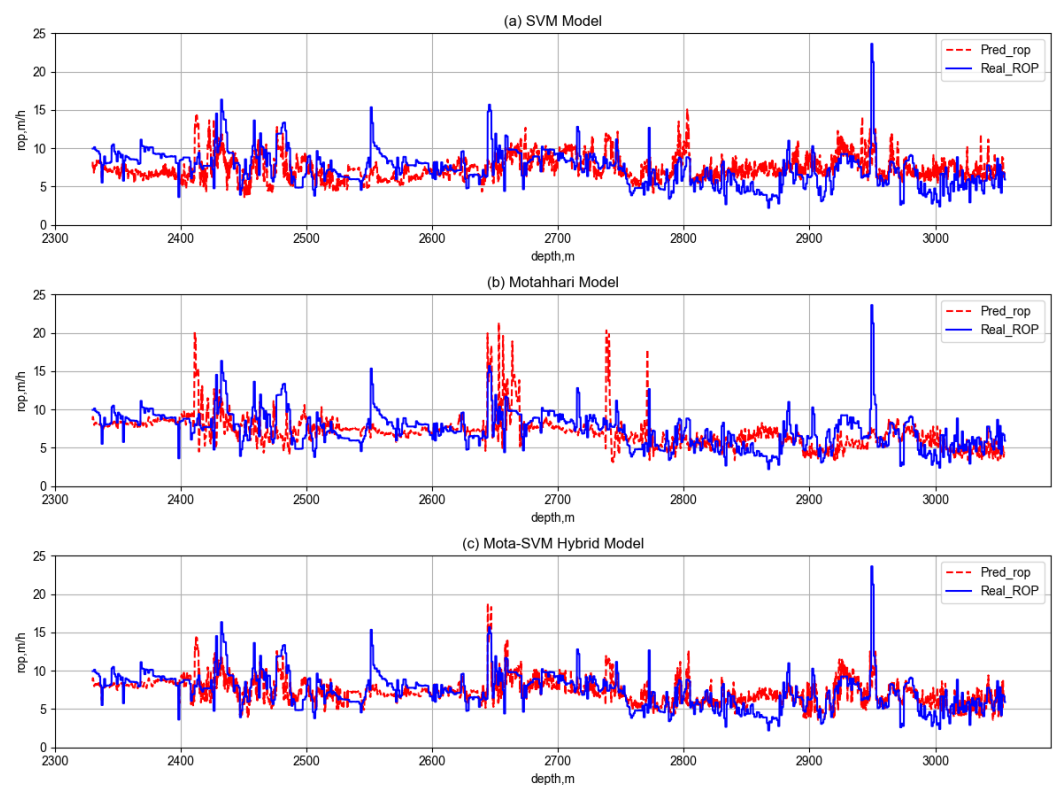 (a) SVM Model
25
20
15
10
5
0
rop,m/h
Pred_rop
Real_ROP
2300 2400 2500 2600 2700 2800 2900 3000
depth,m
(b) Motahhari Model
25
20
15
10
5
0
rop,m/h
Pred_rop
Real_ROP
2300 2400 2500 2600 2700 2800 2900 3000
depth,m
(c) Mota-SVM Hybrid Model
25
20
15
10
5
0
rop,m/h
Pred_rop
Real_ROP
2300 2400 2500 2600 2700 2800 2900 3000
depth,m